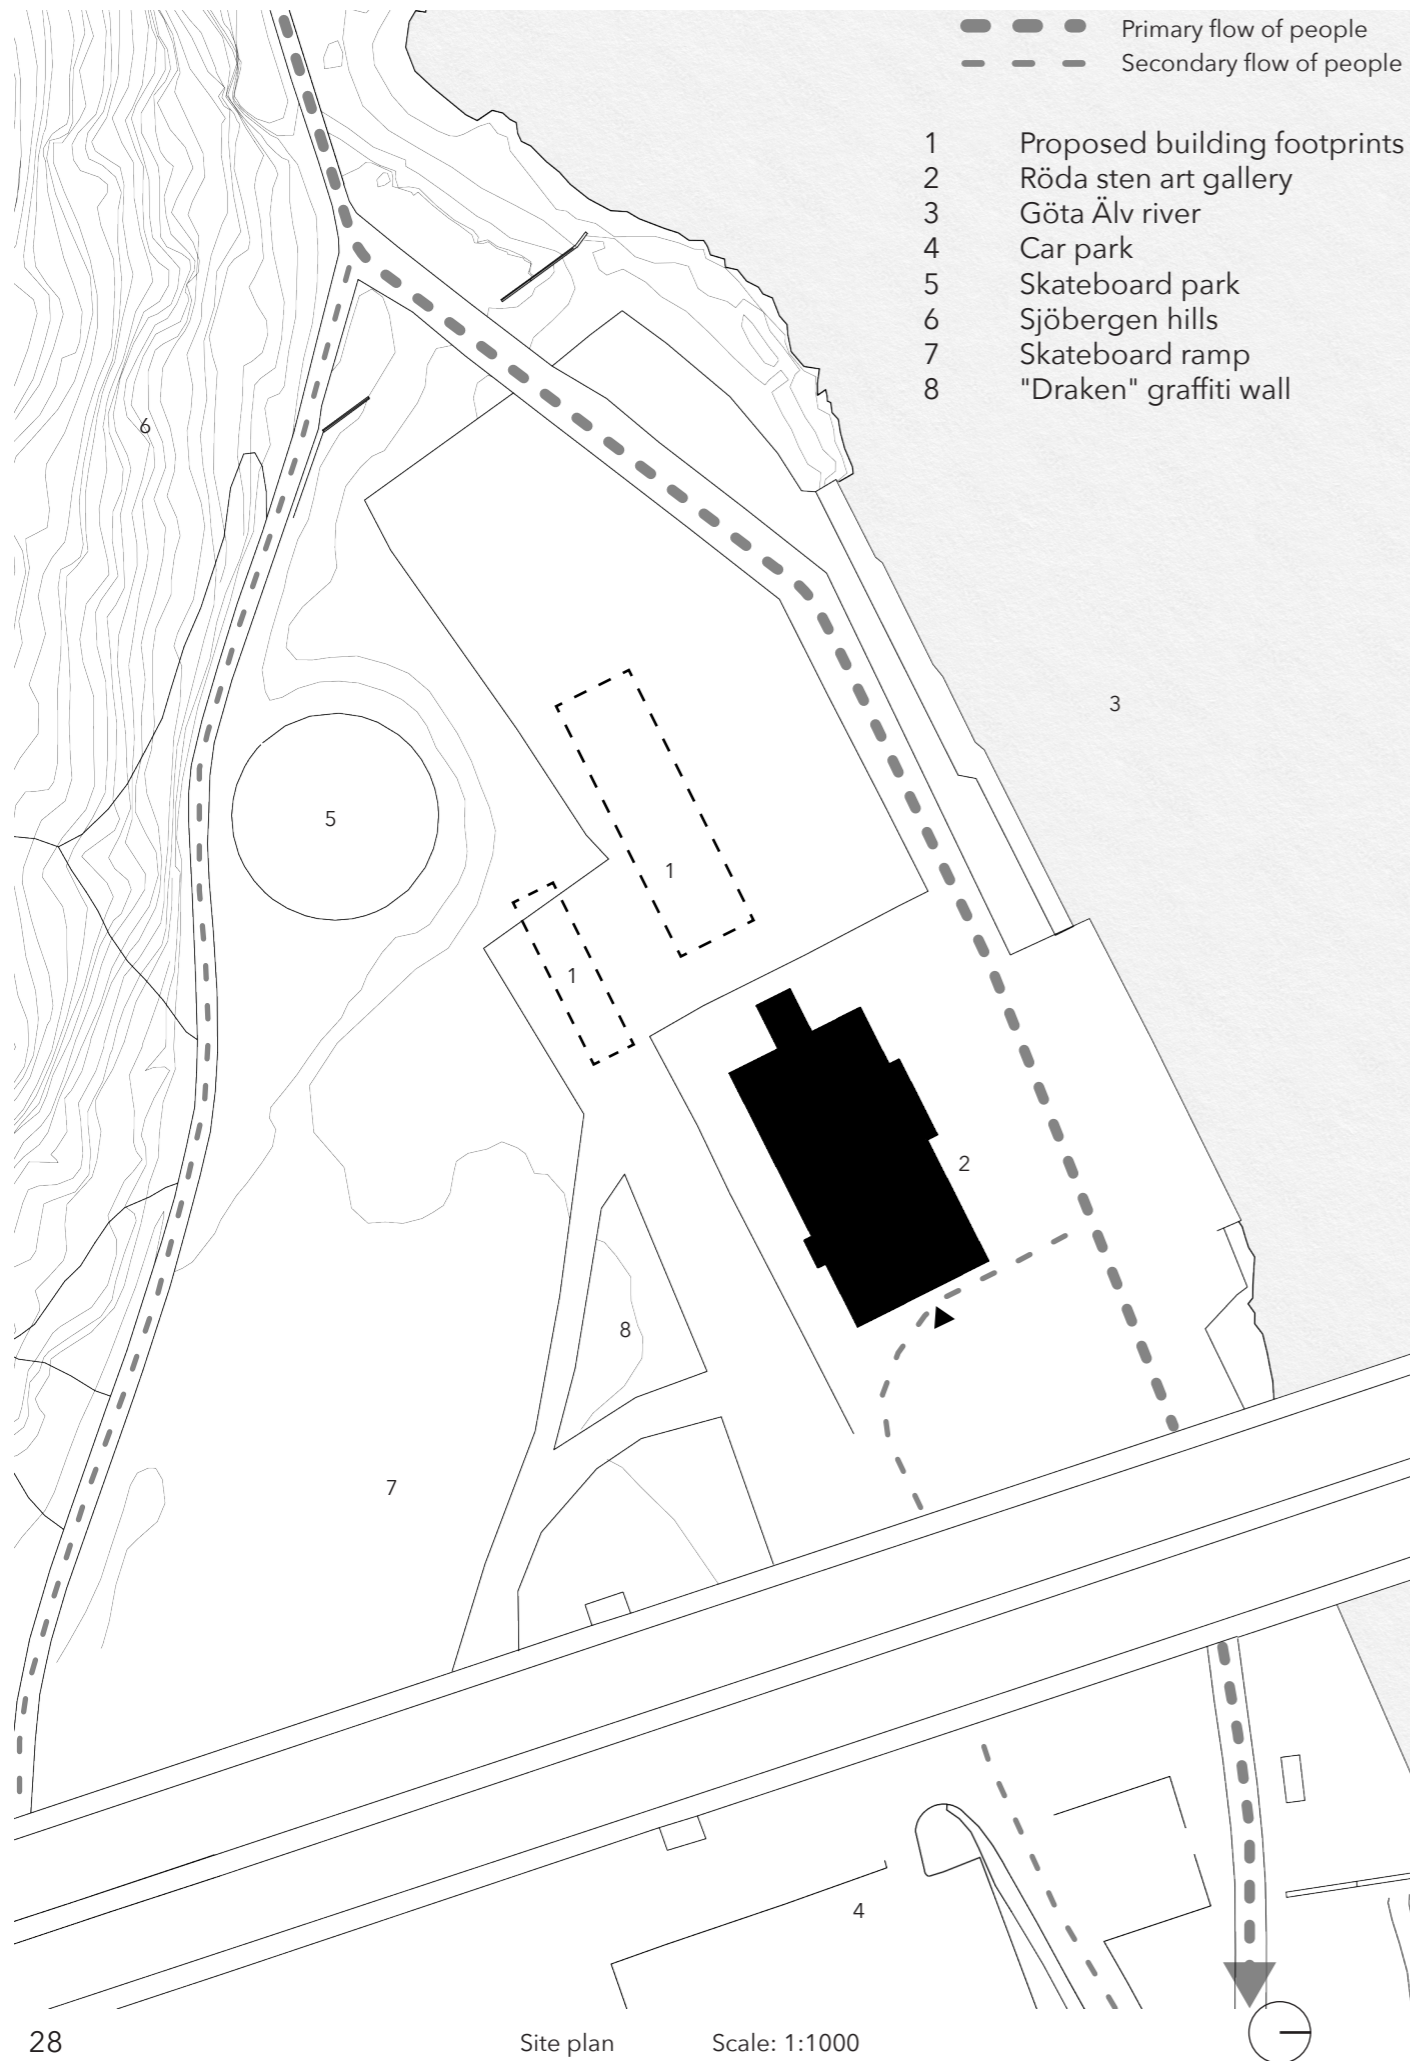 Primary flow of people
Secondary flow of people
1 Proposed building footprints
2 Röda sten art gallery
3 Göta Älv river
4 Car park
5 Skateboard park
6 Sjöbergen hills
7 Skateboard ramp
8 "Draken" graffiti wall
6
3
5
1
1
2
8
7
4
28 Site plan Scale: 1:1000